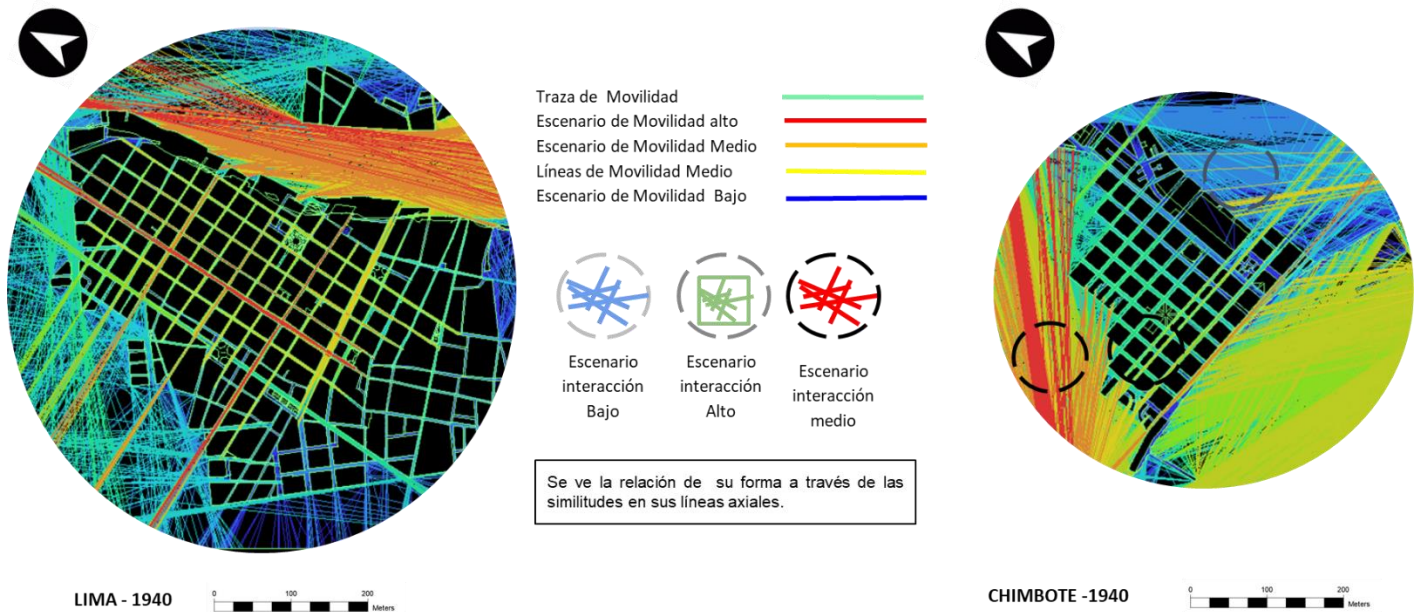 Traza de Movilidad
Escenario de Movilidad alto
Escenario de Movilidad Medio
Líneas de Movilidad Medio
Escenario de Movilidad Bajo
Escenario
interacción
Bajo
Escenario
interacción
Alto
Escenario
interacción
medio
Se ve la relación de su forma a través de las
similitudes en sus líneas axiales.
LIMA - 1940
0 100 200
Meters
CHIMBOTE -1940
0 100 200
Meters